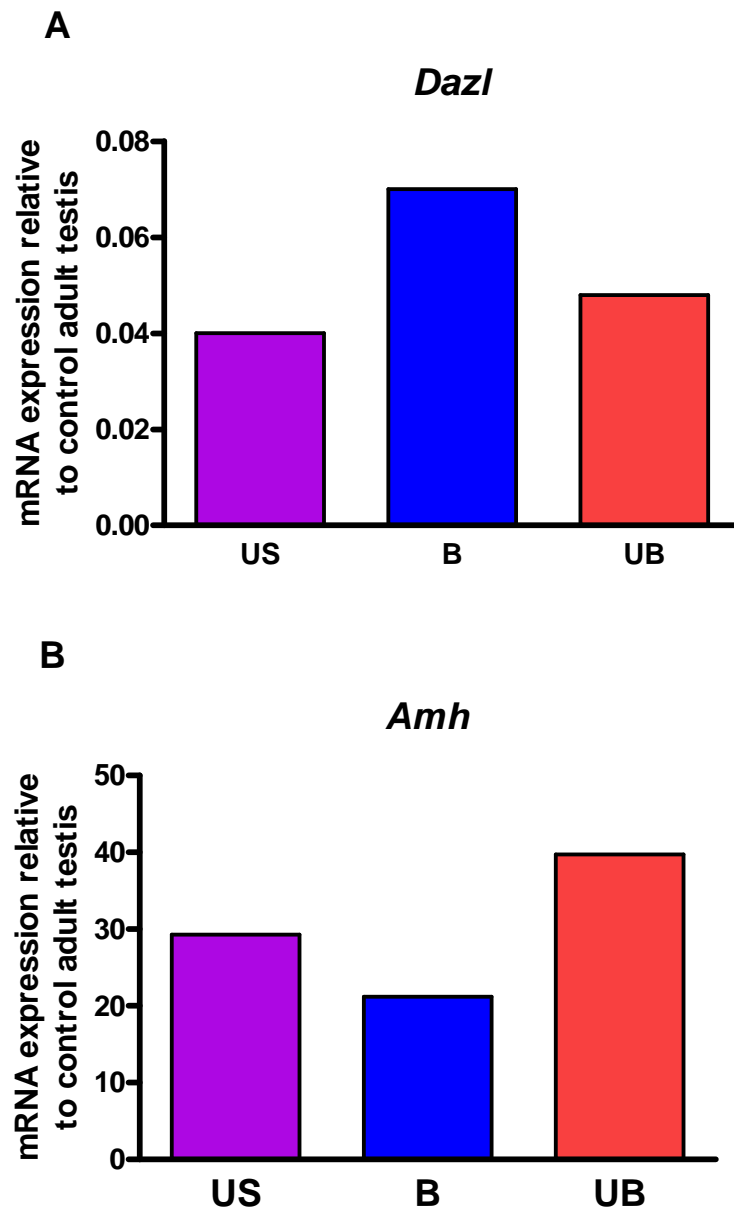 A
Dazl
mRNA expression relative
to control adult testis
0.08
0.06
0.04
0.02
0.00
US B UB
B
Amh
mRNA expression relative
to control adult testis
50
40
30
20
10
0
US B UB